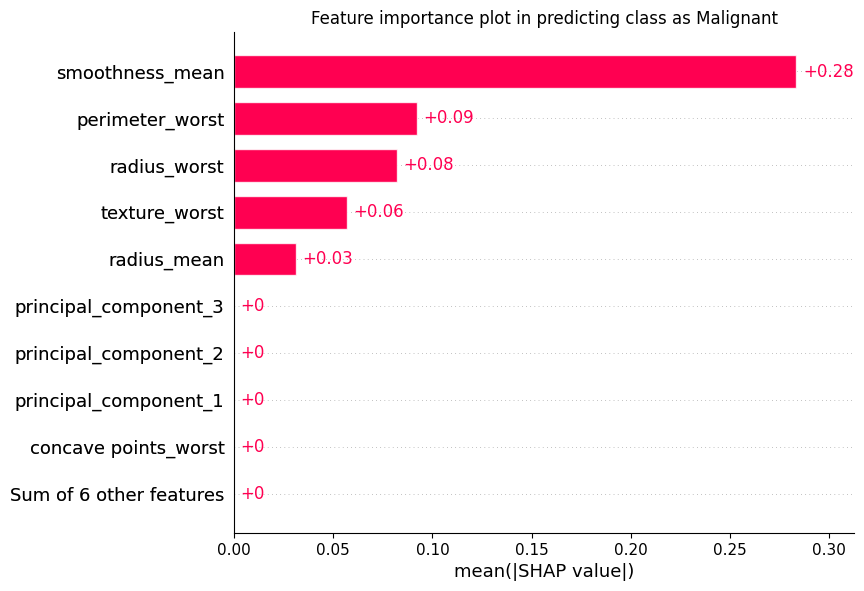 Feature importance plot in predicting class as Malignant
smoothness_mean +0.28
perimeter_worst +0.09
radius_worst +0.08
texture_worst +0.06
radius_mean +0.03
principal_component_3 +0
principal_component_2 +0
principal_component_1 +0
concave points_worst +0
Sum of 6 other features +0
0.00 0.05 0.10 0.15 0.20 0.25 0.30
mean(|SHAP value|)